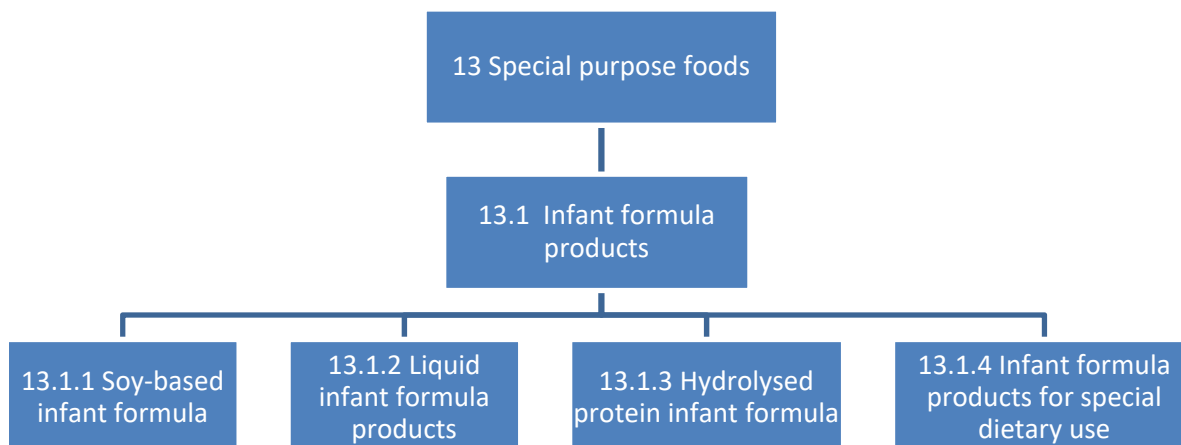 13 Special purpose foods
13.1 Infant formula
products
13.1.1 Soy-based
infant formula
13.1.2 Liquid
infant formula
products
13.1.3 Hydrolysed
protein infant formula
13.1.4 Infant formula
products for special
dietary use